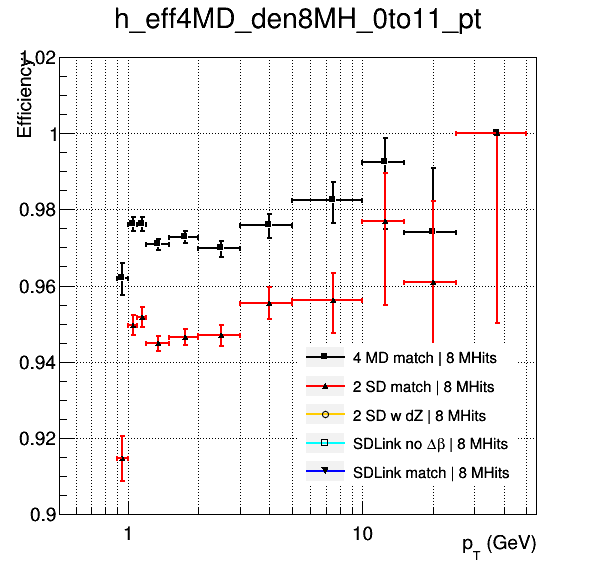 h_eff4MD_den8MH_0to11_pt
Efficiency
1.02
1
0.98
0.96
0.94
0.92
0.9
4 MD match | 8 MHits
2 SD match | 8 MHits
2 SD w dZ | 8 MHits
SDLink no Δβ | 8 MHits
SDLink match | 8 MHits
1
10
p_T (GeV)